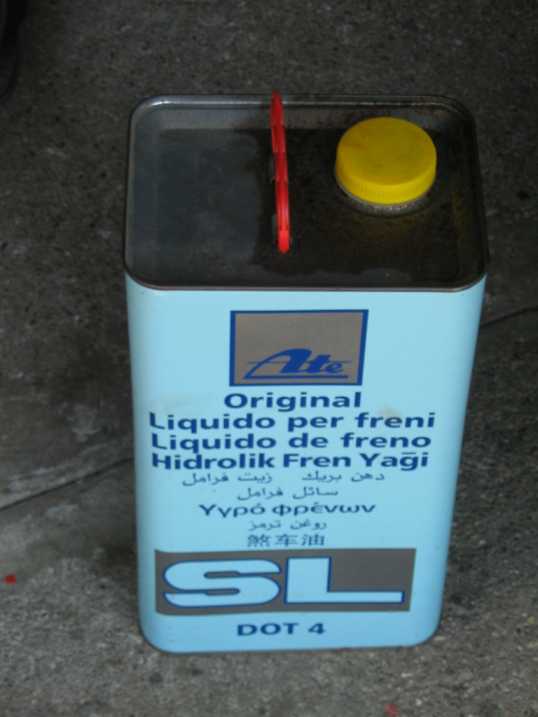 Ate
Original
Liquido per freni
Liquido de freno
Hidrolik Fren Yaği
زيت فرامل دهن بريك
سائل فرامل
Υγρό φρένων
روغن ترمز
煞车油
SL
DOT 4